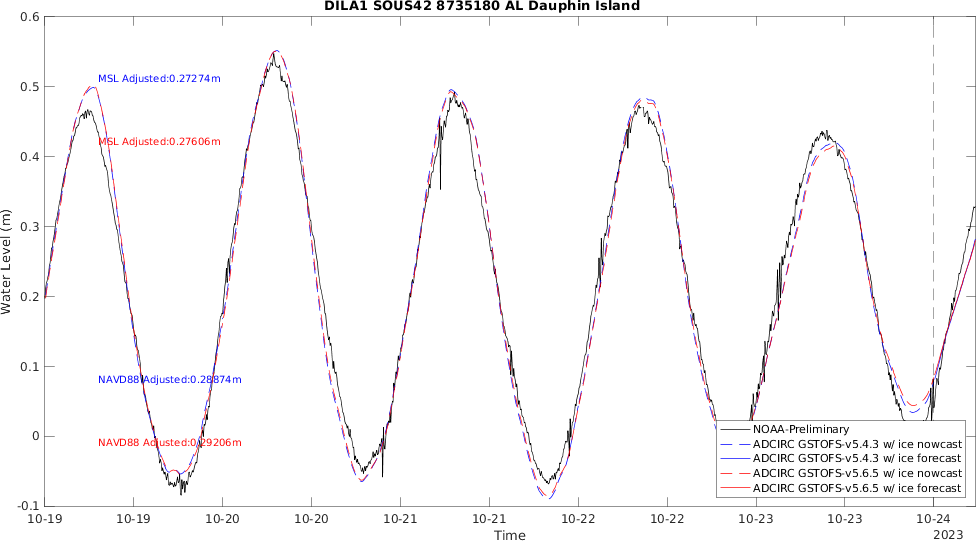 DILA1 SOUS42 8735180 AL Dauphin Island
0.6
0.5
0.4
0.3
0.2
0.1
0
-0.1
Water Level (m)
MSL Adjusted:0.27274m
MSL Adjusted:0.27606m
NAVD88 Adjusted:0.28874m
NAVD88 Adjusted:0.29206m
NOAA-Preliminary
ADCIRC GSTOFS-v5.4.3 w/ ice nowcast
ADCIRC GSTOFS-v5.4.3 w/ ice forecast
ADCIRC GSTOFS-v5.6.5 w/ ice nowcast
ADCIRC GSTOFS-v5.6.5 w/ ice forecast
10-19 10-19 10-20 10-20 10-21 10-21 10-22 10-22 10-23 10-23 10-24
2023
Time